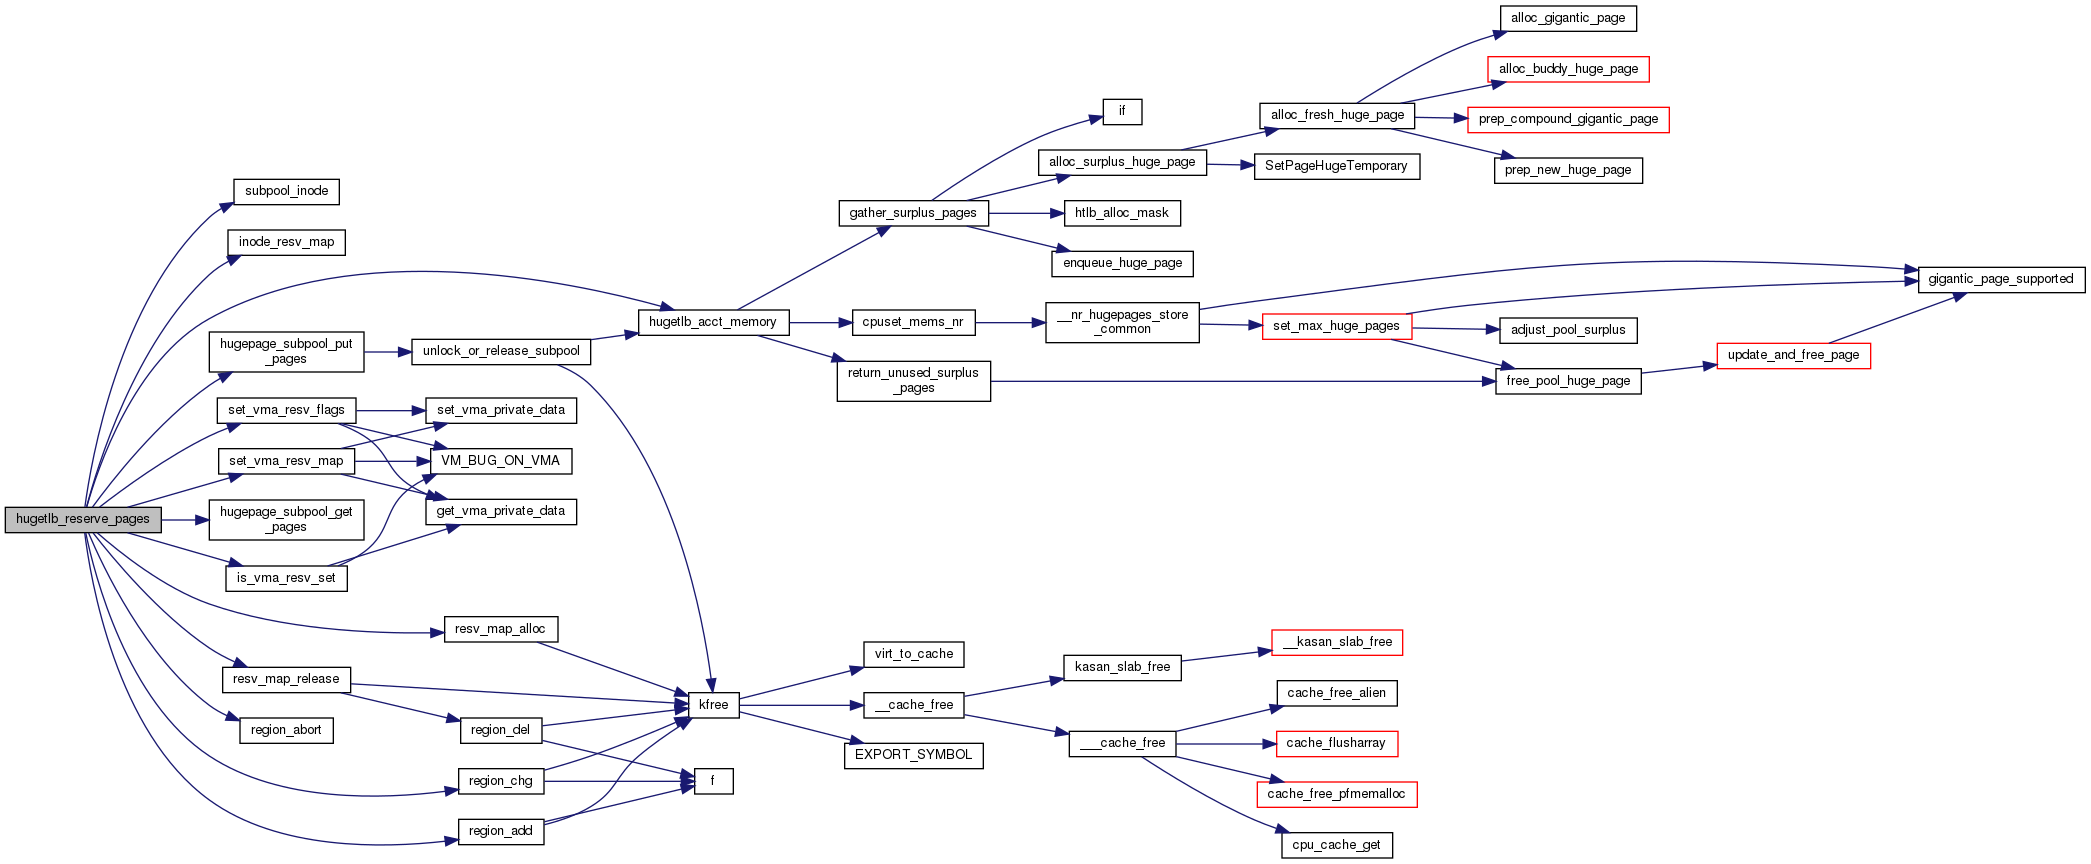 alloc_gigantic_page
alloc_buddy_huge_page
if
alloc_fresh_huge_page
prep_compound_gigantic_page
alloc_surplus_huge_page
SetPageHugeTemporary
prep_new_huge_page
subpool_inode
gather_surplus_pages
htlb_alloc_mask
inode_resv_map
enqueue_huge_page
gigantic_page_supported
hugetlb_acct_memory
cpuset_mems_nr
__nr_hugepages_store
_common
set_max_huge_pages
adjust_pool_surplus
hugepage_subpool_put
_pages
unlock_or_release_subpool
update_and_free_page
return_unused_surplus
_pages
free_pool_huge_page
set_vma_resv_flags
set_vma_private_data
set_vma_resv_map
VM_BUG_ON_VMA
hugetlb_reserve_pages
hugepage_subpool_get
_pages
get_vma_private_data
is_vma_resv_set
resv_map_alloc
virt_to_cache
kasan_slab_free
__kasan_slab_free
resv_map_release
kfree
__cache_free
cache_free_alien
region_abort
region_del
EXPORT_SYMBOL
___cache_free
cache_flusharray
region_chg
f
cache_free_pfmemalloc
region_add
cpu_cache_get